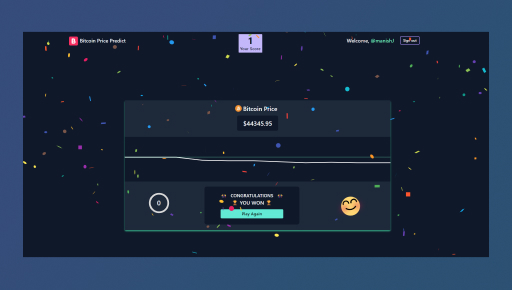 B Bitcoin Price Predict
1
Your Score
Welcome, @manish!
Sign out
Bitcoin Price
$44345.95
0
CONGRATULATIONS
YOU WON
Play Again